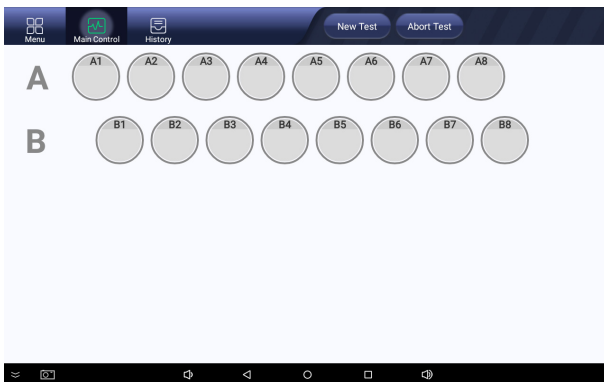 Menu Main Control History New Test Abort Test
A A1 A2 A3 A4 A5 A6 A7 A8
B B1 B2 B3 B4 B5 B6 B7 B8